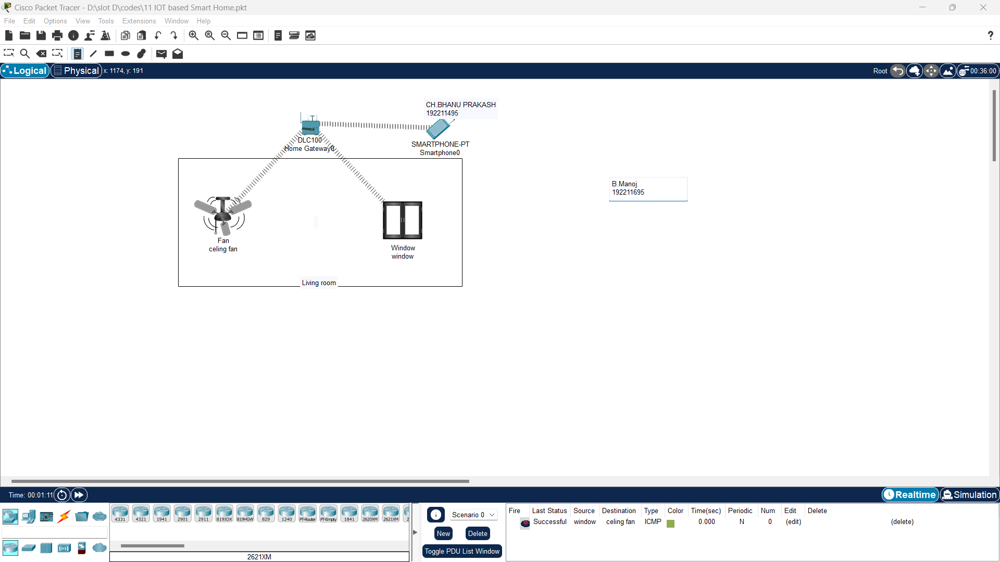 Cisco Packet Tracer - D:\slot D\codes\11 IOT based Smart Home.pkt
File Edit Options View Tools Extensions Window Help
?
Logical Physical x: 1174, y: 191 Root 00:36:00
CH.BHANU PRAKASH
192211495
DLC100
Home Gateway0
SMARTPHONE-PT
Smartphone0
B.Manoj
192211695
Fan
celing fan
Window
window
Living room
Time: 00:01:11 Realtime Simulation
4331 4321 1941 2901 2911 819IOX 819HGW 829 1240 PT-Router PT-Empty 1841 2620XM 2621XM 2
2621XM
Scenario 0
New Delete
Toggle PDU List Window
Fire Last Status Source Destination Type Color Time(sec) Periodic Num Edit Delete
Successful window celing fan ICMP 0.000 N 0 (edit) (delete)